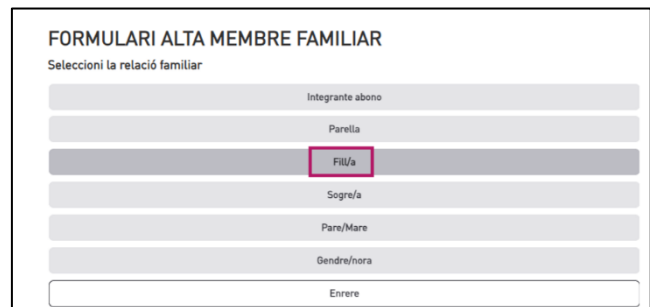 FORMULARI ALTA MEMBRE FAMILIAR
Seleccioni la relació familiar
Integrante abono
Parella
Fill/a
Sogre/a
Pare/Mare
Gendre/nora
Enrere